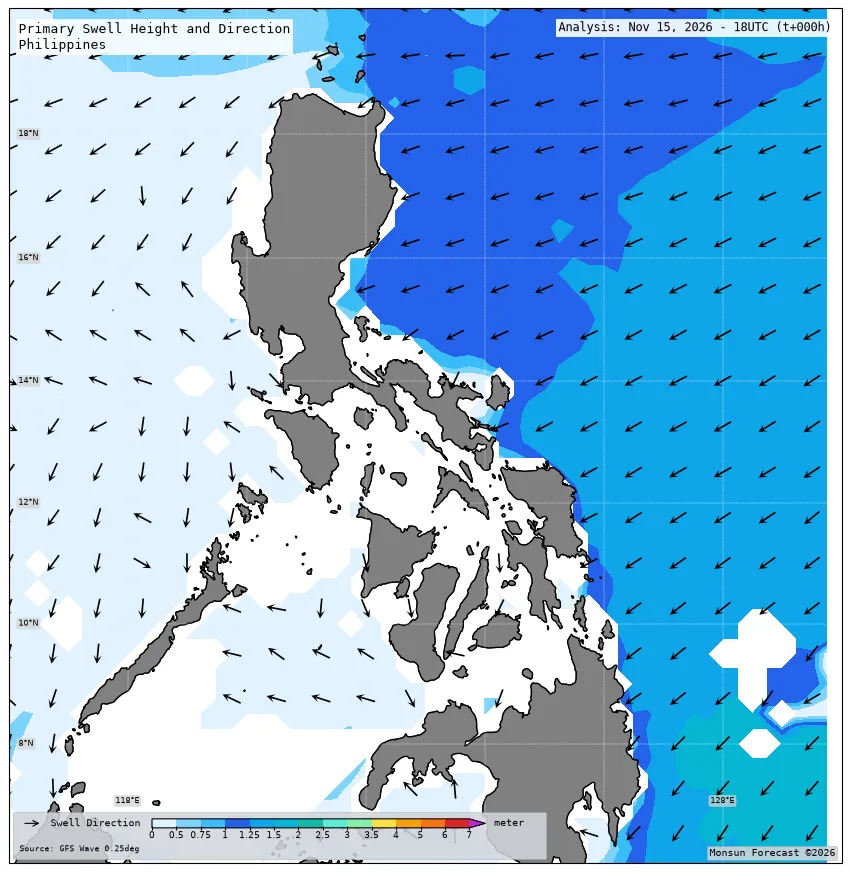 Primary Swell Height and Direction
Philippines
Analysis: Nov 15, 2026 - 18UTC (t+000h)
18°N
16°N
14°N
12°N
10°N
8°N
118°E
128°E
Swell Direction
0 0.5 0.75 1 1.25 1.5 2 2.5 3 3.5 4 5 6 7
meter
Source: GFS Wave 0.25deg
Monsun Forecast ©2026